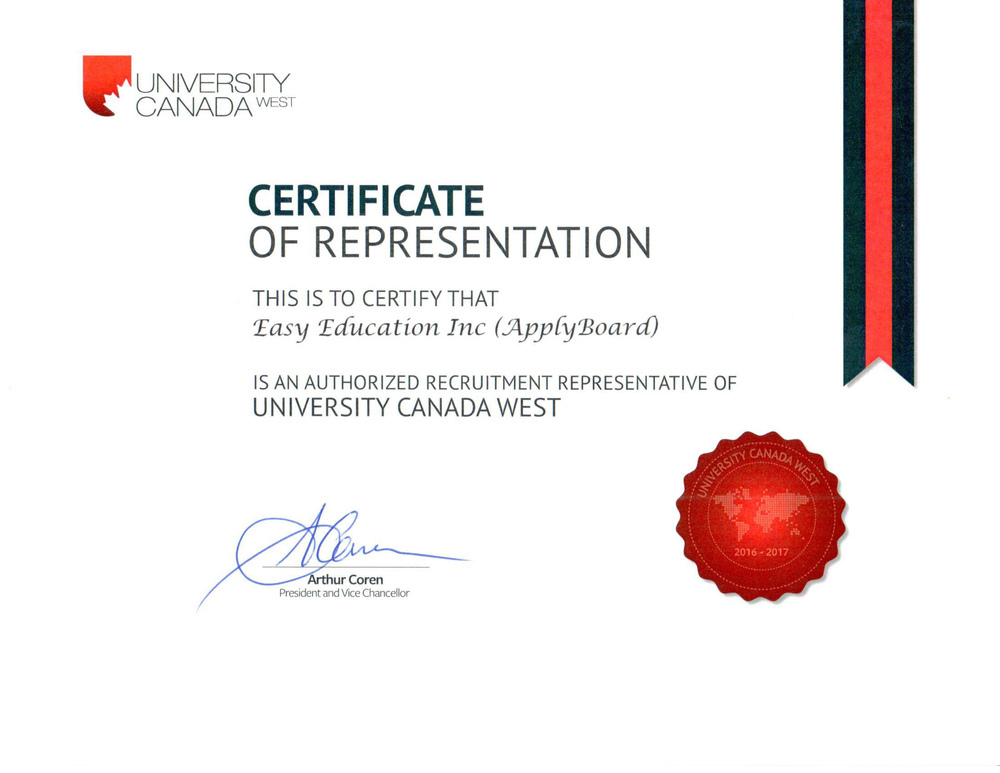 UNIVERSITY
CANADA WEST
CERTIFICATE
OF REPRESENTATION
THIS IS TO CERTIFY THAT
Easy Education Inc (ApplyBoard)
IS AN AUTHORIZED RECRUITMENT REPRESENTATIVE OF
UNIVERSITY CANADA WEST
UNIVERSITY CANADA WEST
2016 - 2017
A Coren
Arthur Coren
President and Vice Chancellor